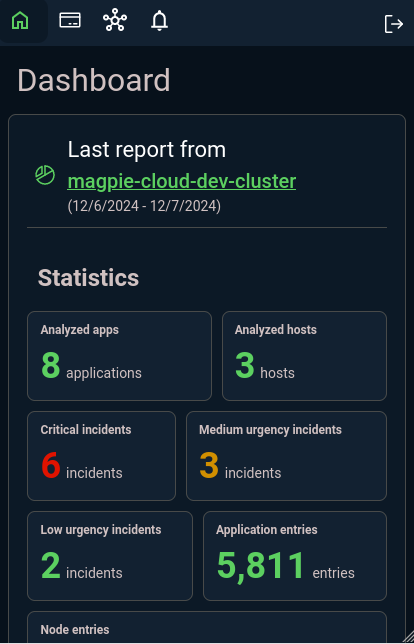 Dashboard
Last report from
magpie-cloud-dev-cluster
(12/6/2024 - 12/7/2024)
Statistics
Analyzed apps
8 applications
Analyzed hosts
3 hosts
Critical incidents
6 incidents
Medium urgency incidents
3 incidents
Low urgency incidents
2 incidents
Application entries
5,811 entries
Node entries